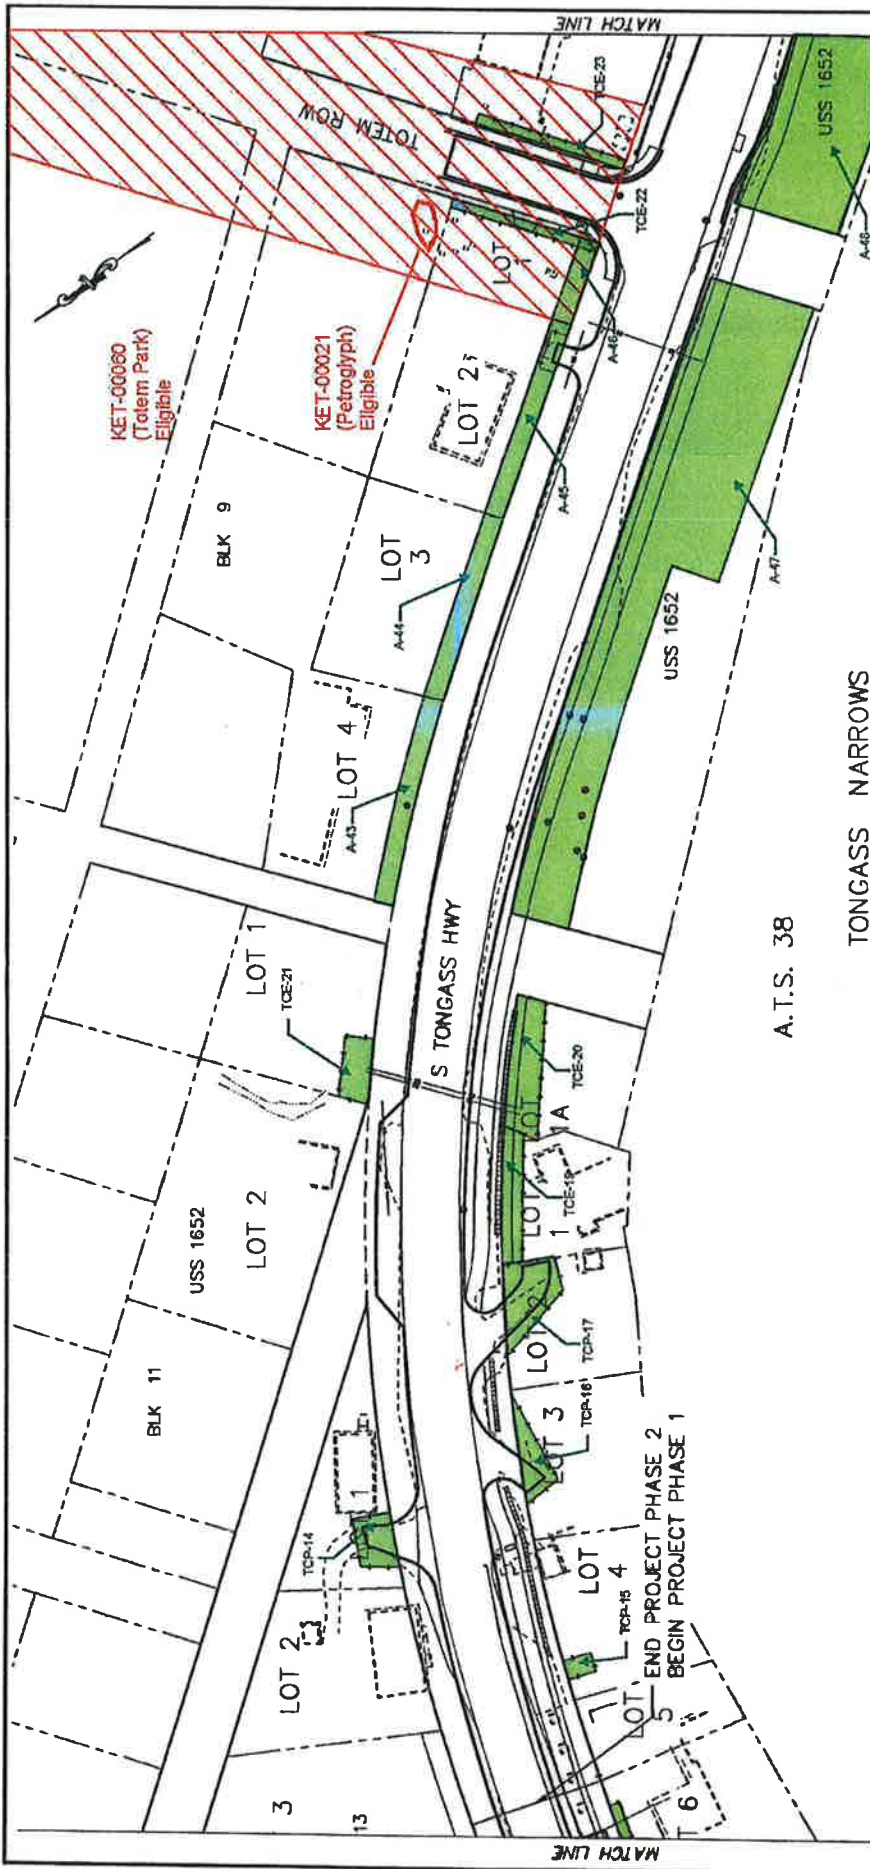 MATCH LINE
TOTEM ROW
TCE-23
USS 1652
A-48
TCE-22
LOT
1
A-46
KET-00060
(Totem Park)
Eligible
KET-00021
(Petroglyph)
Eligible
LOT 2
A-45
BLK 9
LOT
3
A-44
A-47
USS 1652
LOT 4
A-43
TONGASS NARROWS
A.T.S. 38
S TONGASS HWY
LOT 1
TCE-21
TCE-20
LOT
1A
TCE-19
LOT
1
USS 1652
LOT 2
TCP-17
LOT 2
BLK 11
TCP-16
LOT 3
1
TCP-14
LOT
4
TCP-15
END PROJECT PHASE 2
BEGIN PROJECT PHASE 1
LOT 2
LOT
5
3
13
T 6
MATCH LINE